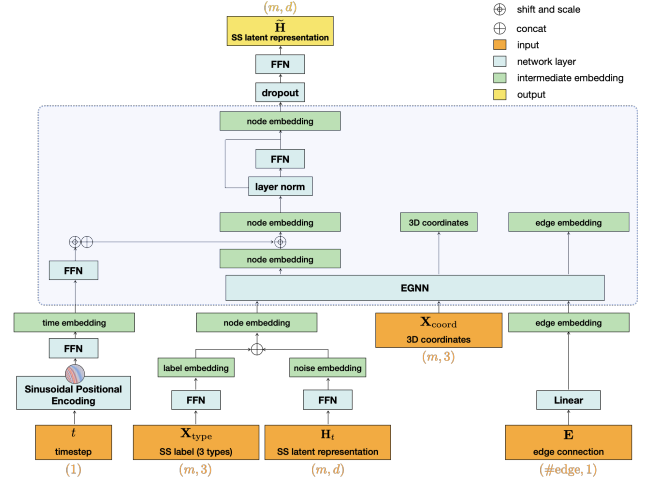 (m, d)
H̃
SS latent representation
FFN
dropout
node embedding
FFN
layer norm
node embedding
3D coordinates
edge embedding
node embedding
FFN
EGNN
time embedding
node embedding
X_coord
3D coordinates
(m, 3)
edge embedding
FFN
label embedding
noise embedding
Sinusoidal Positional
Encoding
FFN
FFN
Linear
t
timestep
(1)
X_type
SS label (3 types)
(m, 3)
H_t
SS latent representation
(m, d)
E
edge connection
(#edge, 1)
shift and scale
concat
input
network layer
intermediate embedding
output